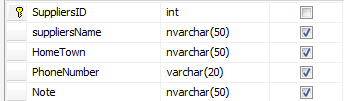 SuppliersID int
suppliersName nvarchar(50)
HomeTown nvarchar(50)
PhoneNumber varchar(20)
Note nvarchar(50)